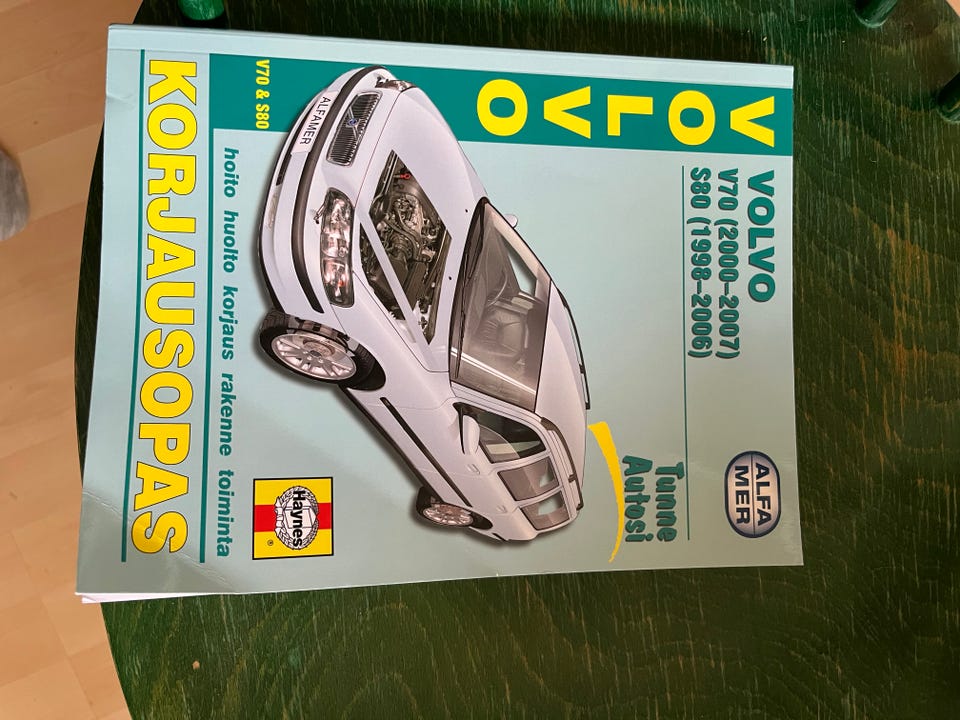 VOLVO
VOLVO
V70 (2000–2007)
S80 (1998–2006)
ALFA
MER
Tunne
Autosi
ALFAMER
Haynes
®
V70 & S80
hoito huolto korjaus rakenne toiminta
KORJAUSOPAS